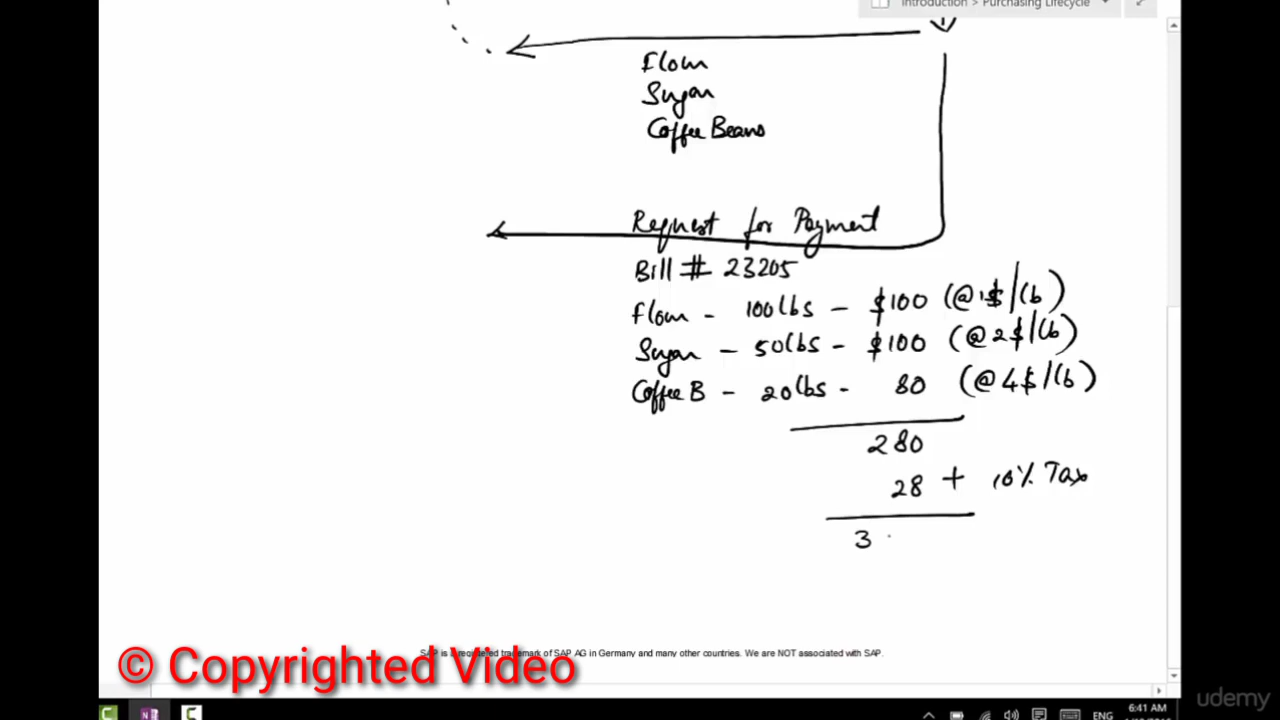 Introduction > Purchasing Lifecycle
Flour
Sugar
Coffee Beans
Request for Payment
Bill # 23205
Flour - 100lbs - $100 (@1$/lb)
Sugar - 50lbs - $100 (@2$/lb)
Coffee B - 20lbs - 80 (@4$/lb)
280
28 + 10% Tax
3
SAP is a registered trademark of SAP AG in Germany and many other countries. We are NOT associated with SAP.
© Copyrighted Video
udemy
6:41 AM
ENG